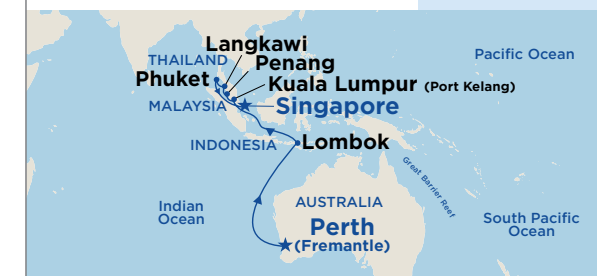 Langkawi
Pacific Ocean
THAILAND
Penang
Phuket
Kuala Lumpur (Port Kelang)
MALAYSIA
Singapore
INDONESIA
Lombok
Great Barrier Reef
Indian
Ocean
AUSTRALIA
South Pacific
Ocean
Perth
(Fremantle)